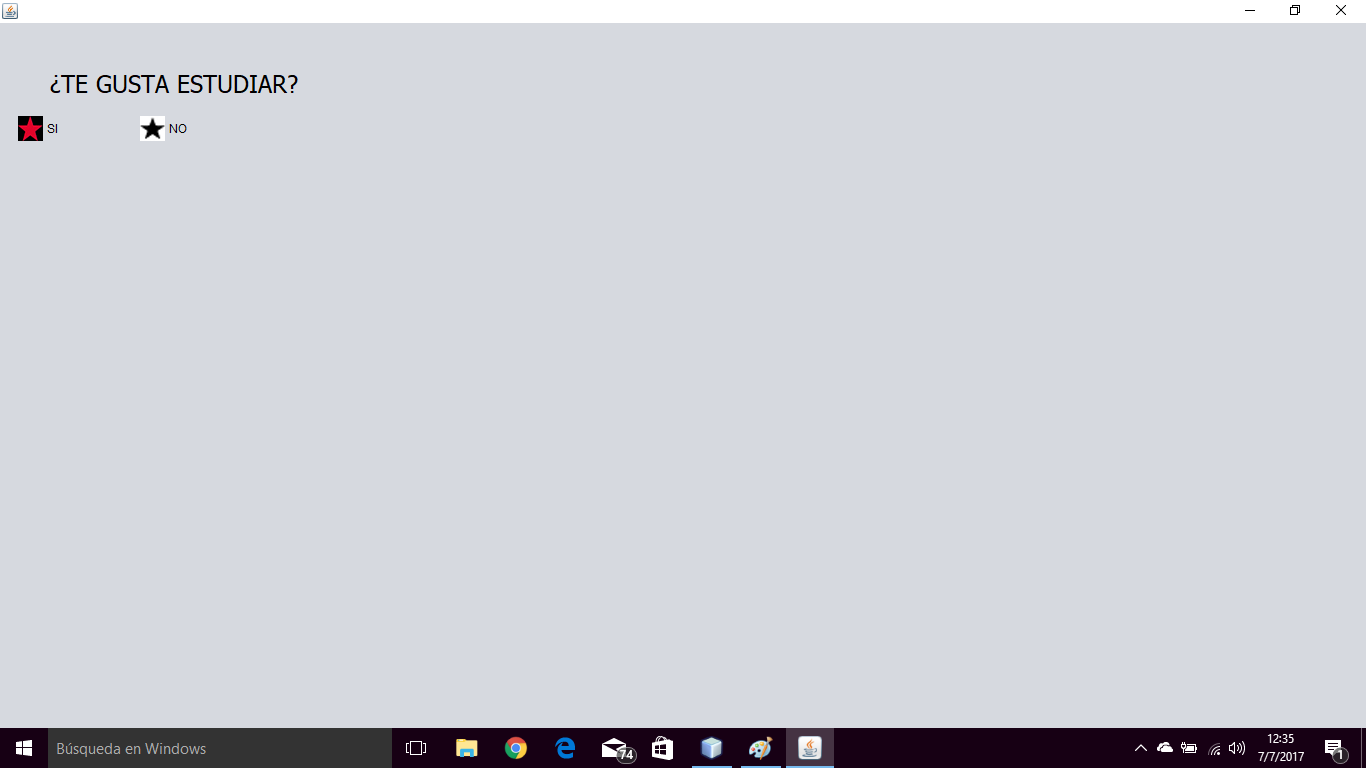 ¿TE GUSTA ESTUDIAR?
SI NO
Búsqueda en Windows
74
12:35
7/7/2017
1